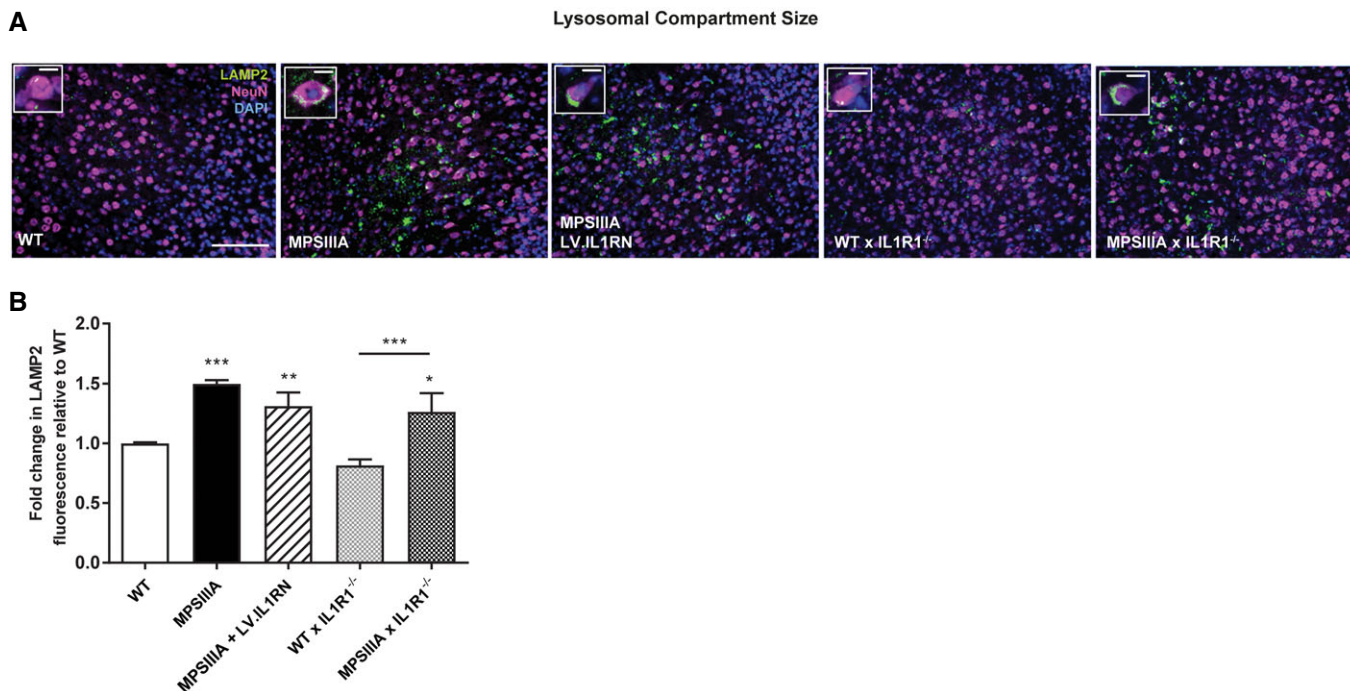 Lysosomal Compartment Size
A
LAMP2
NeuN
DAPI
WT
MPSIIIA
MPSIIIA
LV.IL1RN
WT x IL1R1-/-
MPSIIIA x IL1R1-/-
B
Fold change in LAMP2
fluorescence relative to WT
2.0
1.5
1.0
0.5
0.0
***
**
***
*
WT
MPSIIIA
MPSIIIA + LV.IL1RN
WT x IL1R1-/-
MPSIIIA x IL1R1-/-